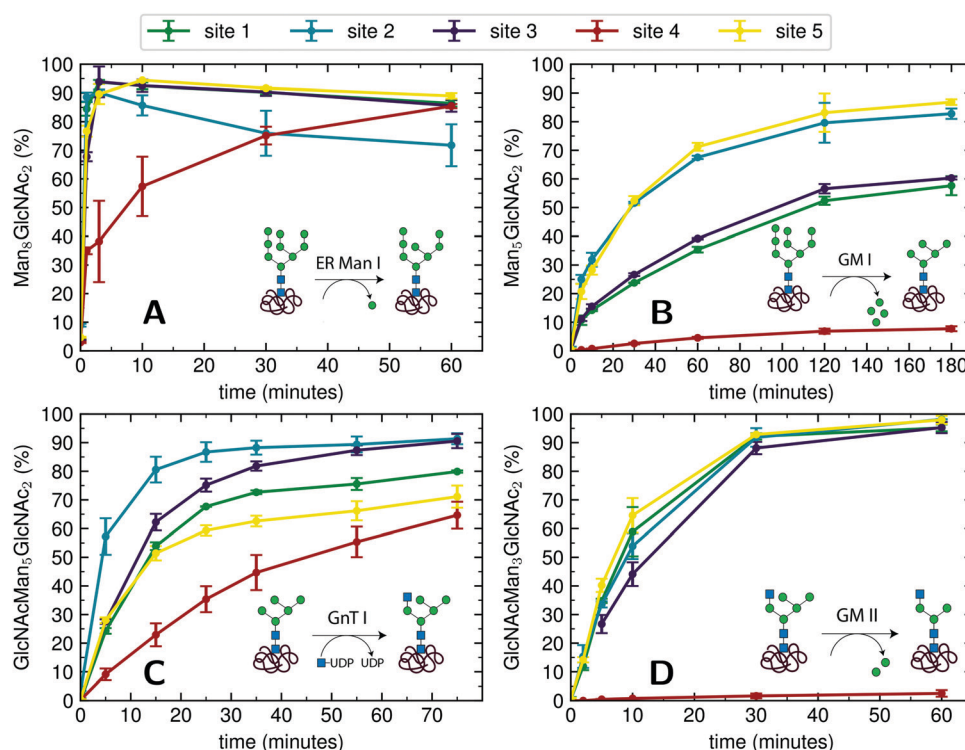 site 1 site 2 site 3 site 4 site 5
Man8GlcNAc2 (%)
100
90
80
70
60
50
40
30
20
10
0
A
ER Man I
0 10 20 30 40 50 60
time (minutes)
Man5GlcNAc2 (%)
100
90
80
70
60
50
40
30
20
10
0
B
GM I
0 20 40 60 80 100 120 140 160 180
time (minutes)
GlcNAcMan5GlcNAc2 (%)
100
90
80
70
60
50
40
30
20
10
0
C
GnT I
-UDP UDP
0 10 20 30 40 50 60 70
time (minutes)
GlcNAcMan3GlcNAc2 (%)
100
90
80
70
60
50
40
30
20
10
0
D
GM II
0 10 20 30 40 50 60
time (minutes)